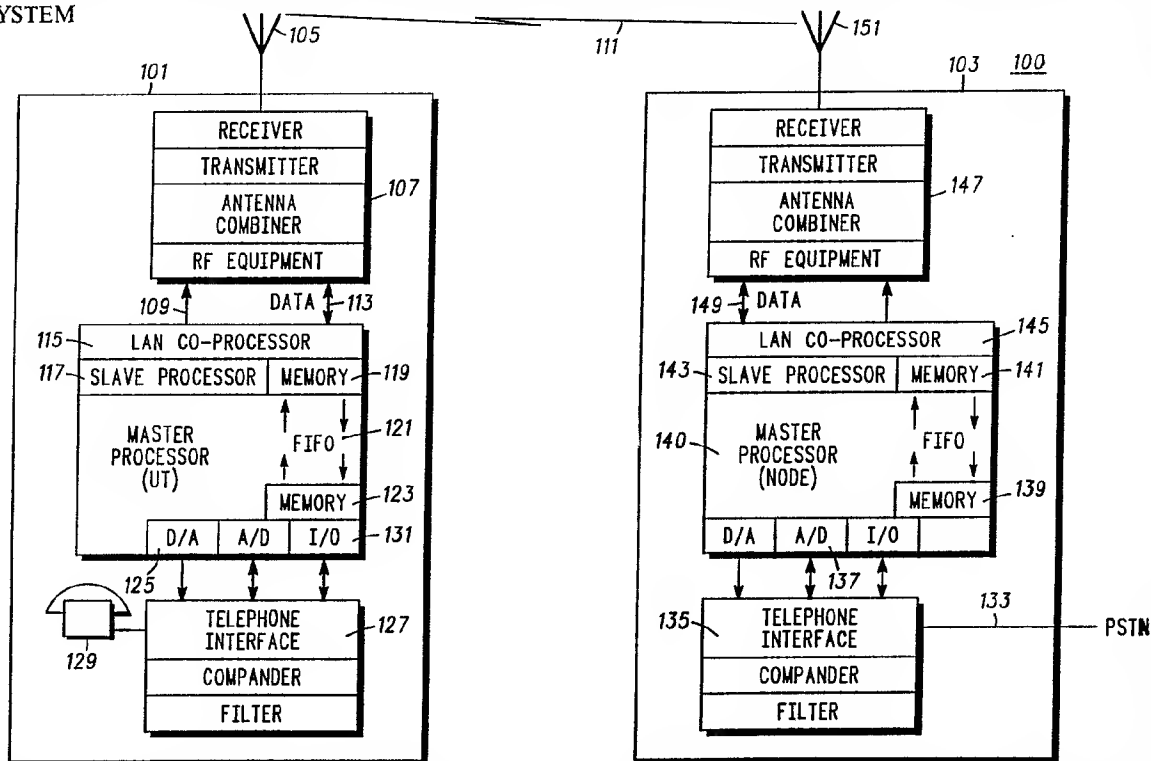 YSTEM
105
111
151
101
103
100
RECEIVER
TRANSMITTER
ANTENNA
COMBINER
RF EQUIPMENT
107
RECEIVER
TRANSMITTER
ANTENNA
COMBINER
RF EQUIPMENT
147
109
DATA
113
149
DATA
115
LAN CO-PROCESSOR
117
SLAVE PROCESSOR
MEMORY
119
MASTER
PROCESSOR
(UT)
FIFO
121
MEMORY
123
D/A
A/D
I/O
131
125
LAN CO-PROCESSOR
145
143
SLAVE PROCESSOR
MEMORY
141
140
MASTER
PROCESSOR
(NODE)
FIFO
MEMORY
139
D/A
A/D
I/O
137
129
TELEPHONE
INTERFACE
127
COMPANDER
FILTER
135
TELEPHONE
INTERFACE
133
PSTN
COMPANDER
FILTER